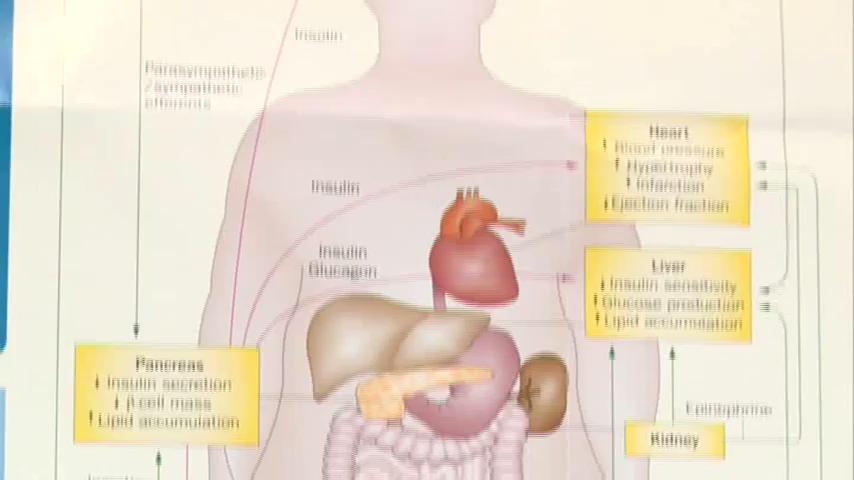 Insulin
Parasympathetic
/sympathetic
efferents
Heart
↑ Blood pressure
↑ Hypertrophy
↑ Infarction
↓ Ejection fraction
Insulin
Insulin
Glucagon
Liver
↓ Insulin sensitivity
↑ Glucose production
↑ Lipid accumulation
Pancreas
↓ Insulin secretion
↓ β-cell mass
↑ Lipid accumulation
Epinephrine
Kidney